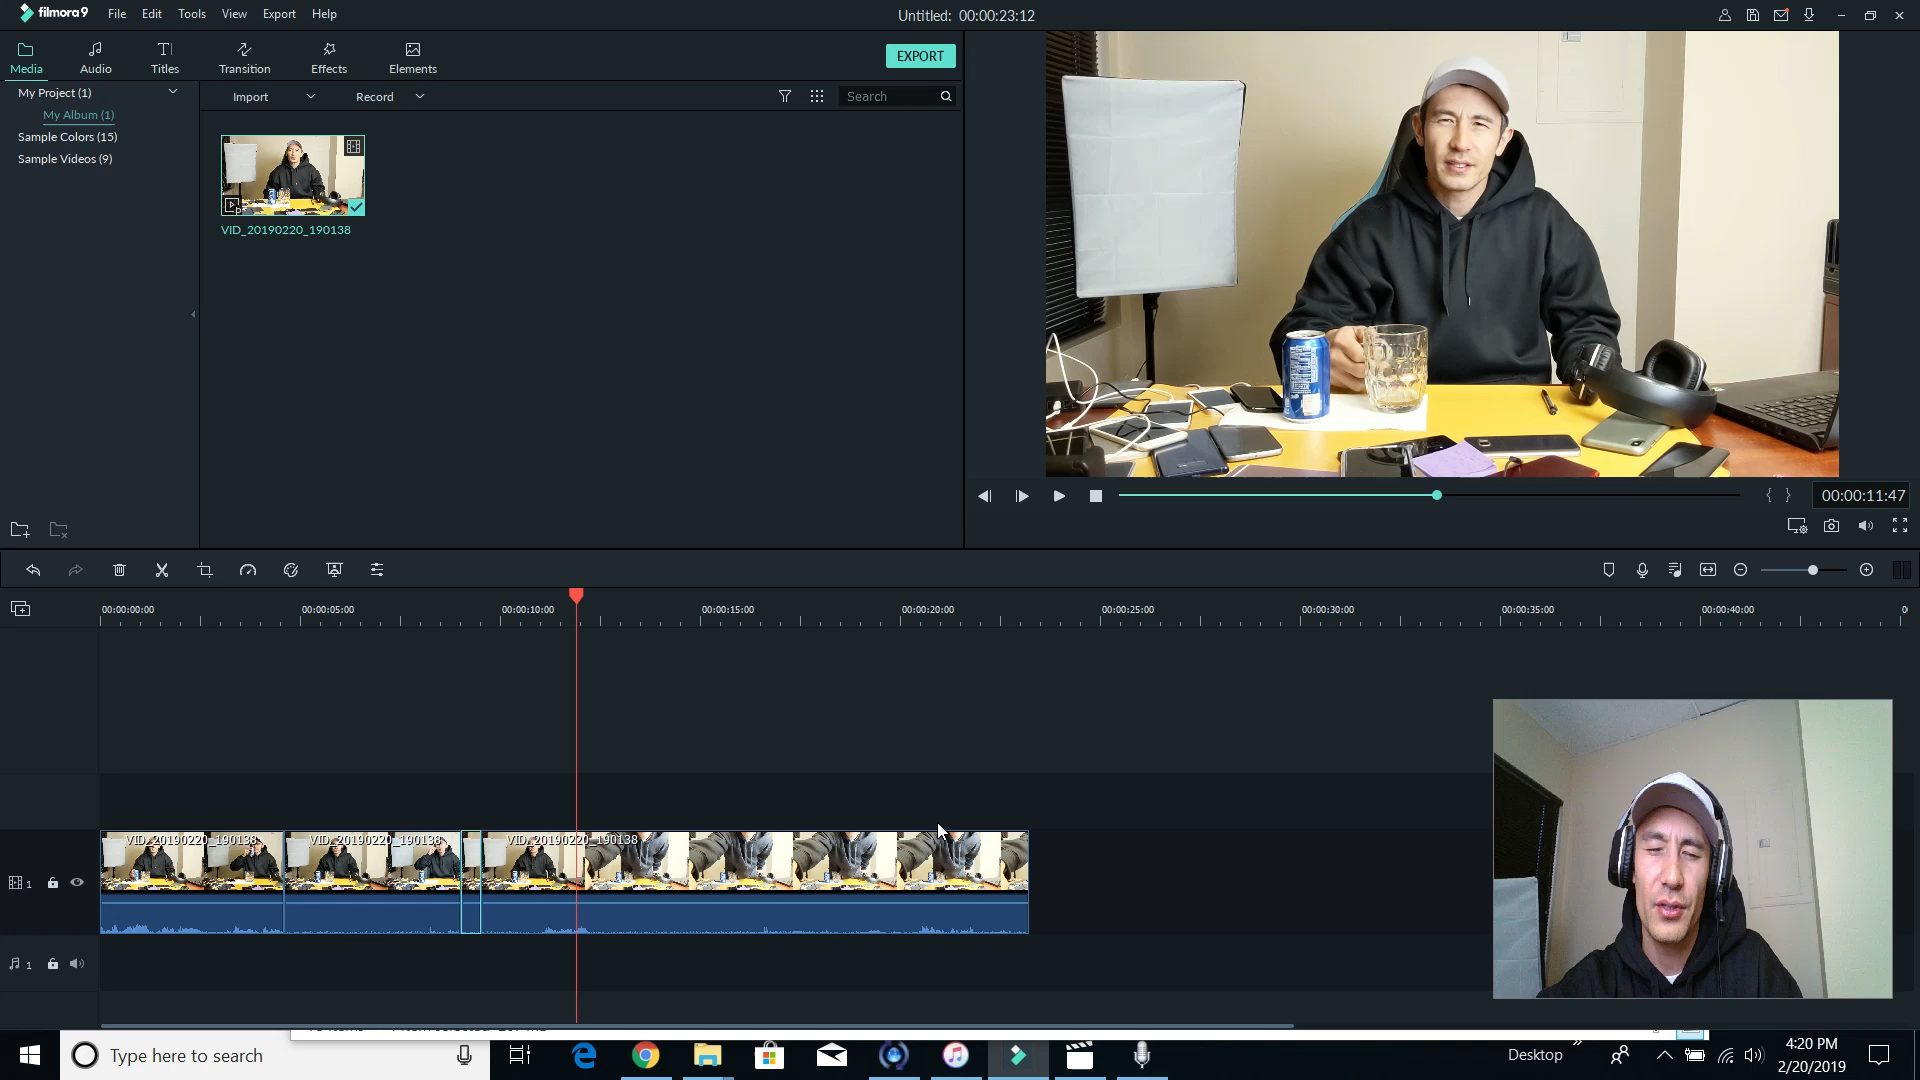 filmora9 File Edit Tools View Export Help Untitled: 00:00:23:12
Media Audio Titles Transition Effects Elements EXPORT
My Project (1) Import Record Search
My Album (1)
Sample Colors (15)
Sample Videos (9)
VID_20190220_190138
{ } 00:00:11:47
00:00:00:00 00:00:05:00 00:00:10:00 00:00:15:00 00:00:20:00 00:00:25:00 00:00:30:00 00:00:35:00 00:00:40:00
VID_20190220_190138 VID_20190220_190138 VID_20190220_190138
1
1
Type here to search Desktop 4:20 PM
2/20/2019